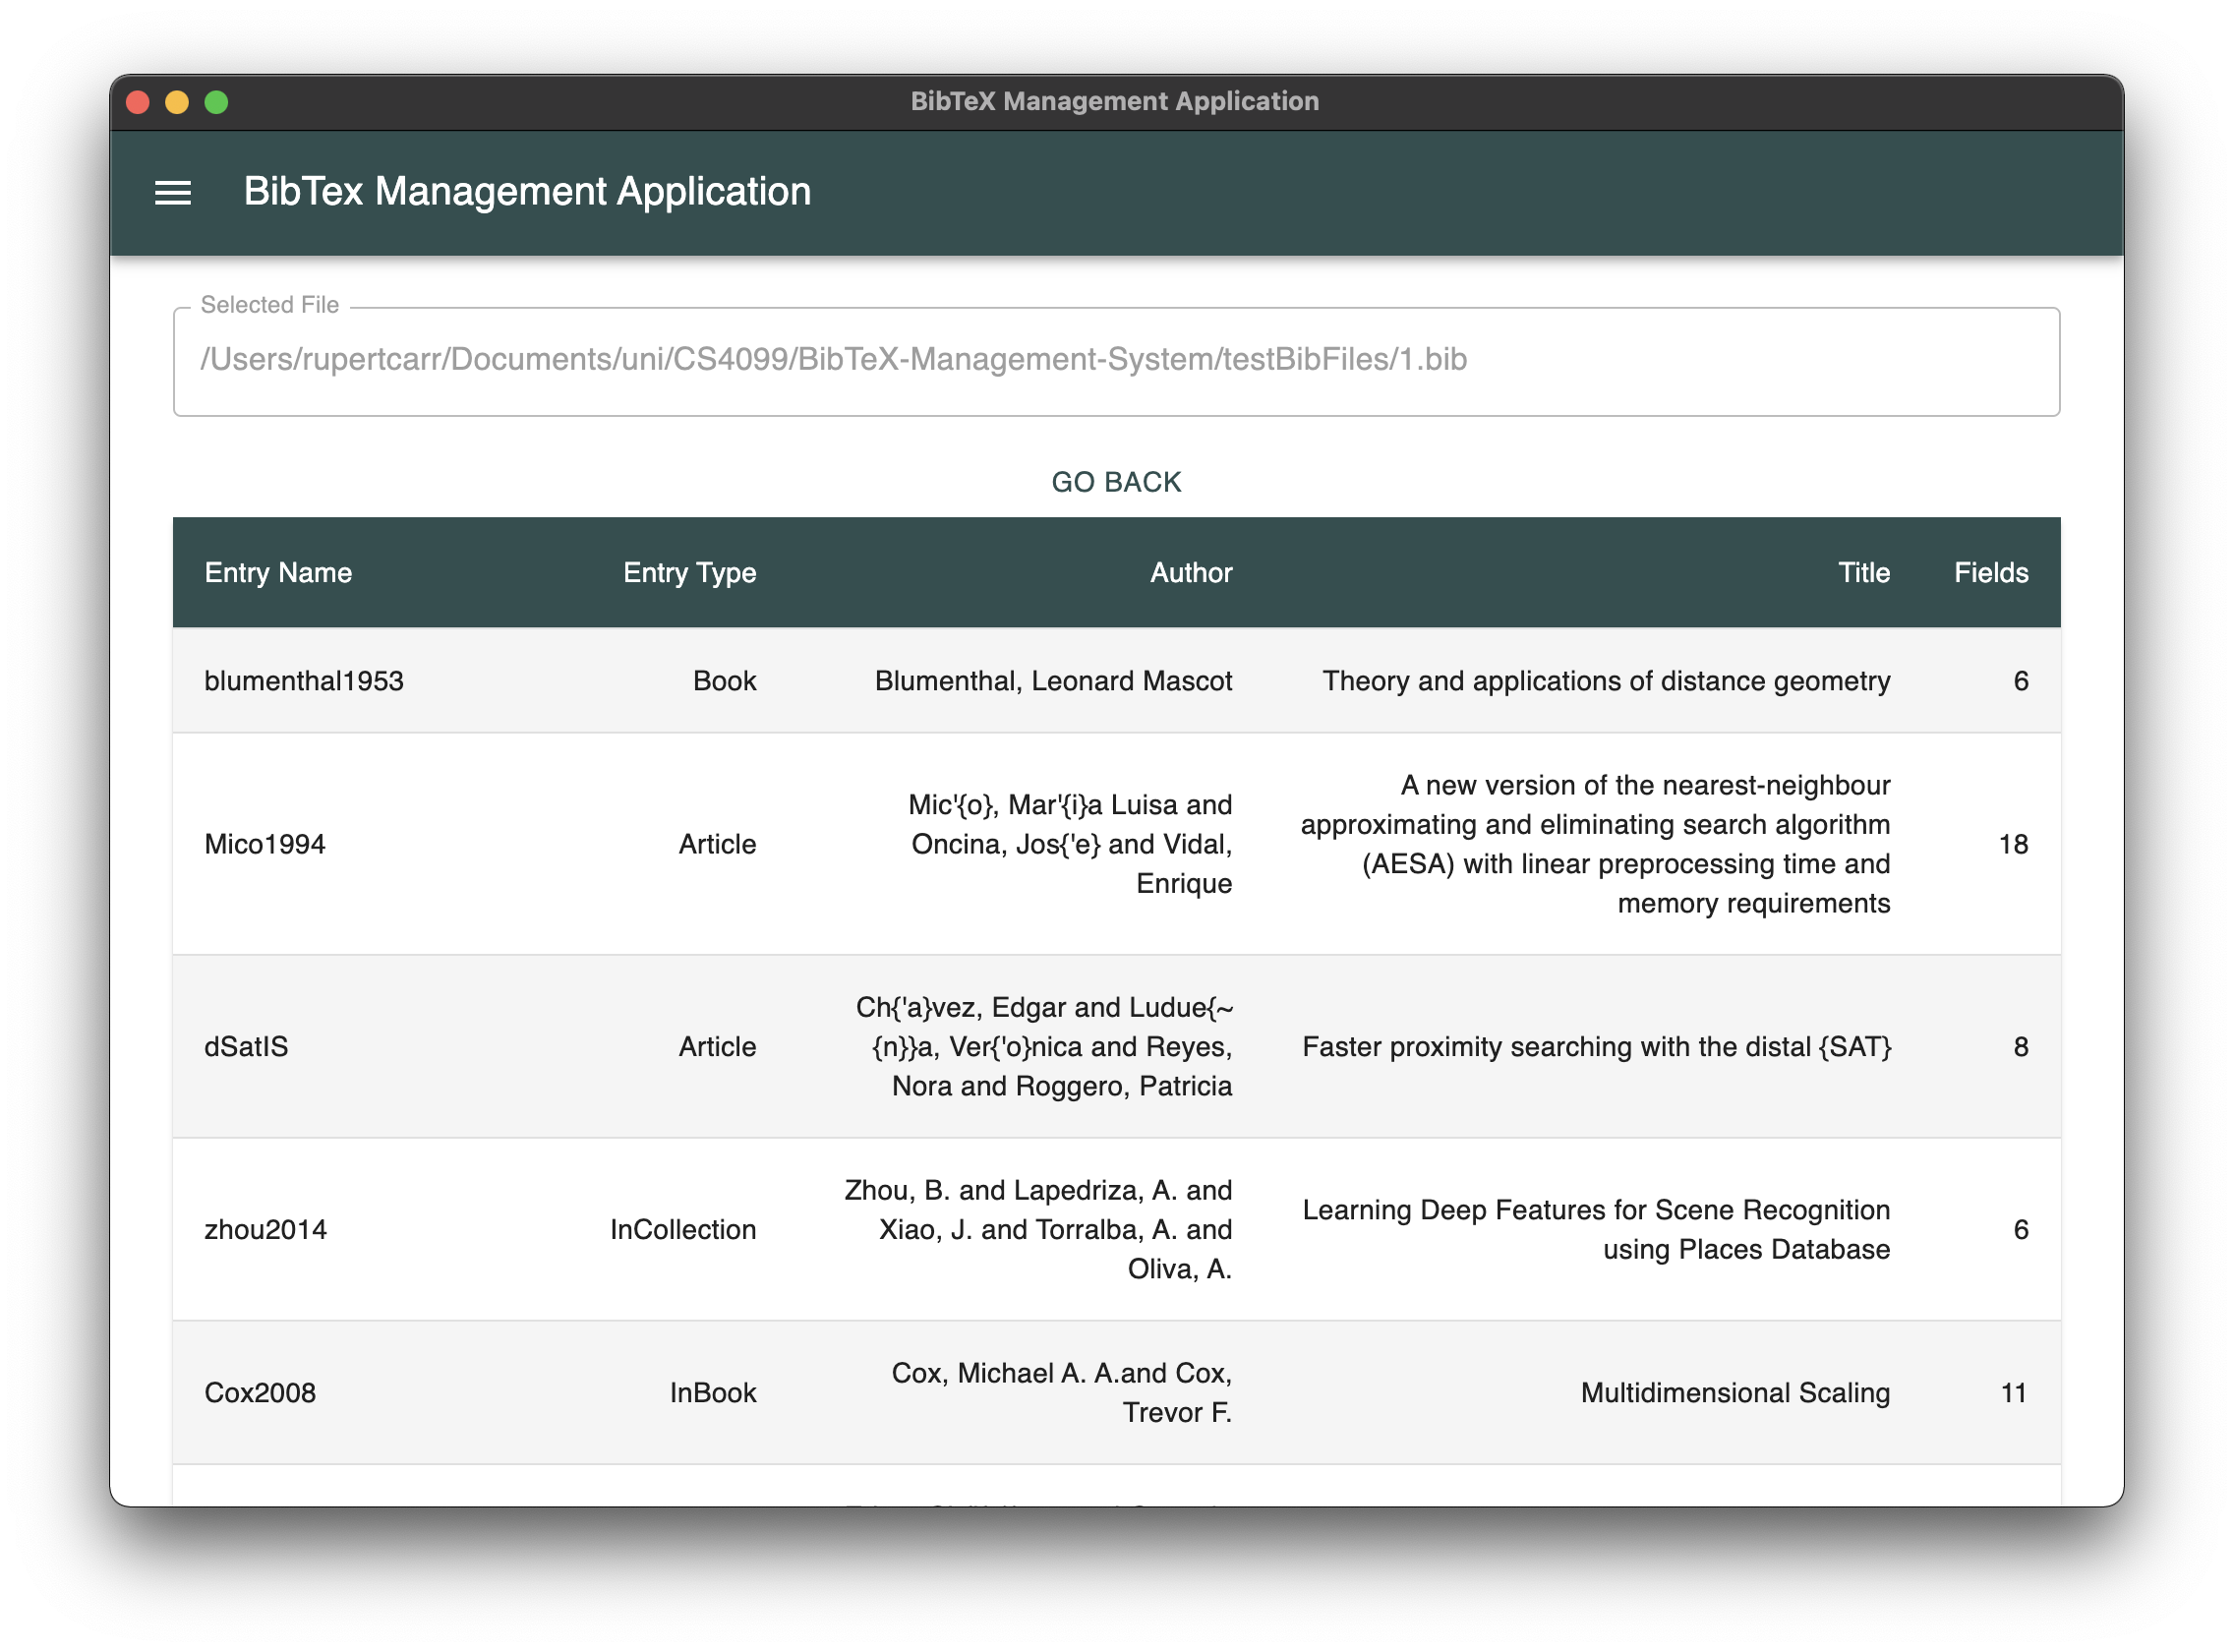 BibTeX Management Application
BibTex Management Application
Selected File
/Users/rupertcarr/Documents/uni/CS4099/BibTeX-Management-System/testBibFiles/1.bib
GO BACK
Entry Name Entry Type Author Title Fields
blumenthal1953 Book Blumenthal, Leonard Mascot Theory and applications of distance geometry 6
Mico1994
Article
Mic'{o}, Mar'{i}a Luisa and
Oncina, Jos{'e} and Vidal,
Enrique
A new version of the nearest-neighbour
approximating and eliminating search algorithm
(AESA) with linear preprocessing time and
memory requirements
18
dSatIS
Article
Ch{'a}vez, Edgar and Ludue{~
{n}}a, Ver{'o}nica and Reyes,
Nora and Roggero, Patricia
Faster proximity searching with the distal {SAT}
8
zhou2014
InCollection
Zhou, B. and Lapedriza, A. and
Xiao, J. and Torralba, A. and
Oliva, A.
Learning Deep Features for Scene Recognition
using Places Database
6
Cox2008
InBook
Cox, Michael A. A.and Cox,
Trevor F.
Multidimensional Scaling
11